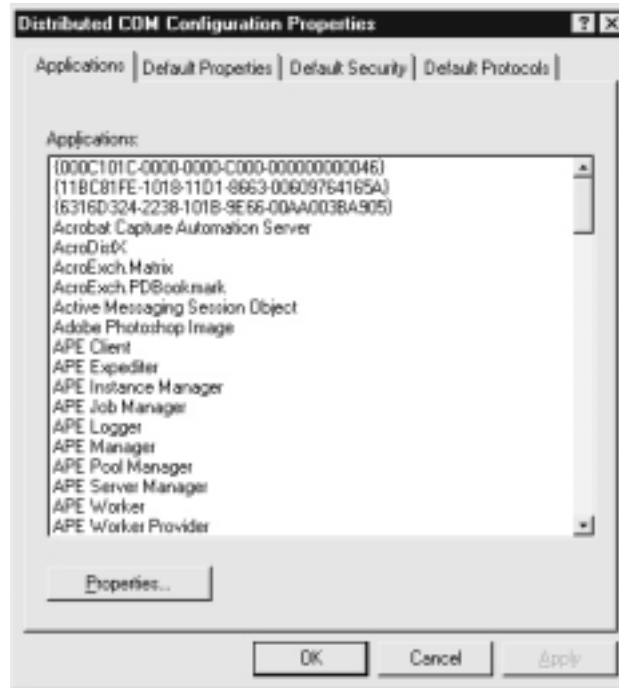 Distributed COM Configuration Properties
Applications Default Properties Default Security Default Protocols
Applications:
{000C101C-0000-0000-C000-000000000046}
{11BC81FE-1018-11D1-8663-00609764165A}
{6316D324-2238-101B-9E66-00AA003BA905}
Acrobat Capture Automation Server
AcroDistX
AcroExch.Matrix
AcroExch.PDBookmark
Active Messaging Session Object
Adobe Photoshop Image
APE Client
APE Expediter
APE Instance Manager
APE Job Manager
APE Logger
APE Manager
APE Pool Manager
APE Server Manager
APE Worker
APE Worker Provider
Properties...
OK Cancel Apply